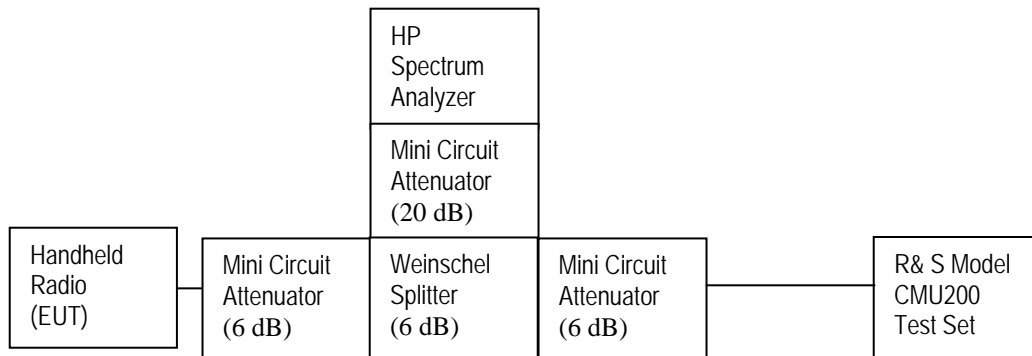 HP
Spectrum
Analyzer
Mini Circuit
Attenuator
(20 dB)
Handheld
Radio
(EUT)
Mini Circuit
Attenuator
(6 dB)
Weinschel
Splitter
(6 dB)
Mini Circuit
Attenuator
(6 dB)
R& S Model
CMU200
Test Set